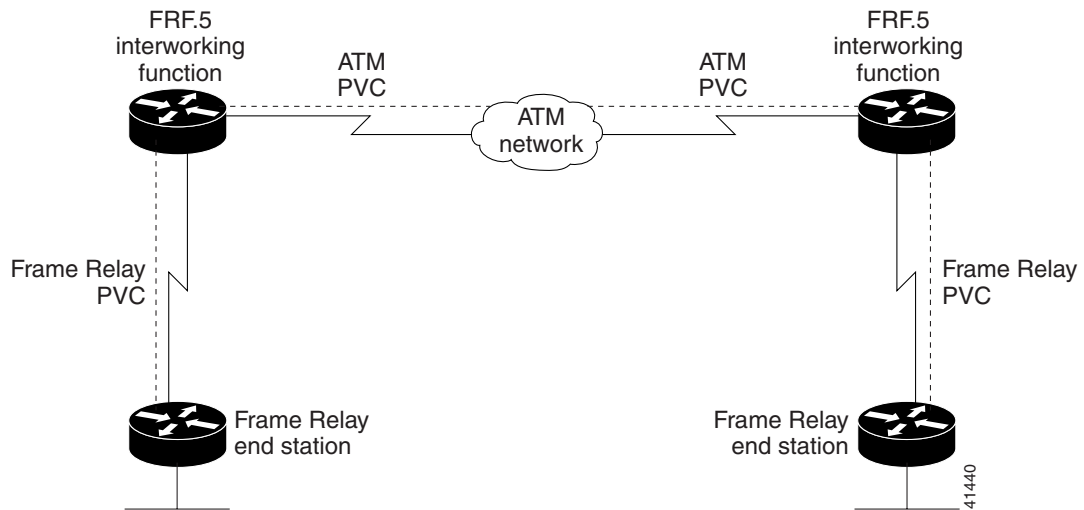 FRF.5
interworking
function
FRF.5
interworking
function
ATM
PVC
ATM
PVC
ATM
network
Frame Relay
PVC
Frame Relay
PVC
Frame Relay
end station
Frame Relay
end station
41440